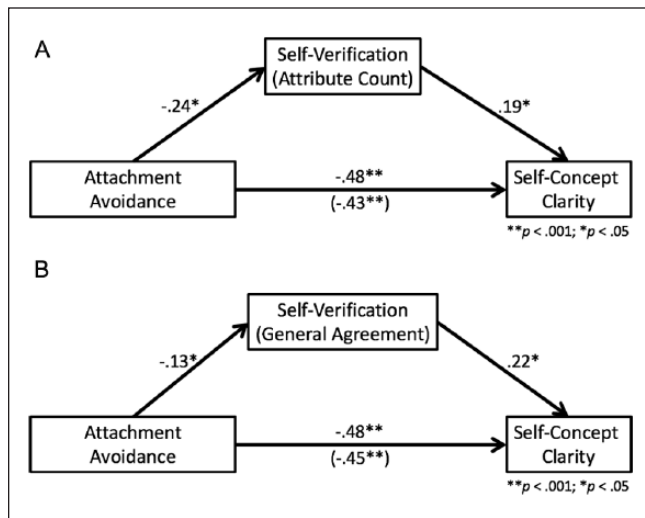 A
Self-Verification
(Attribute Count)
-.24*
.19*
Attachment
Avoidance
-.48**
(-.43**)
Self-Concept
Clarity
**p < .001; *p < .05
B
Self-Verification
(General Agreement)
-.13*
.22*
Attachment
Avoidance
-.48**
(-.45**)
Self-Concept
Clarity
**p < .001; *p < .05